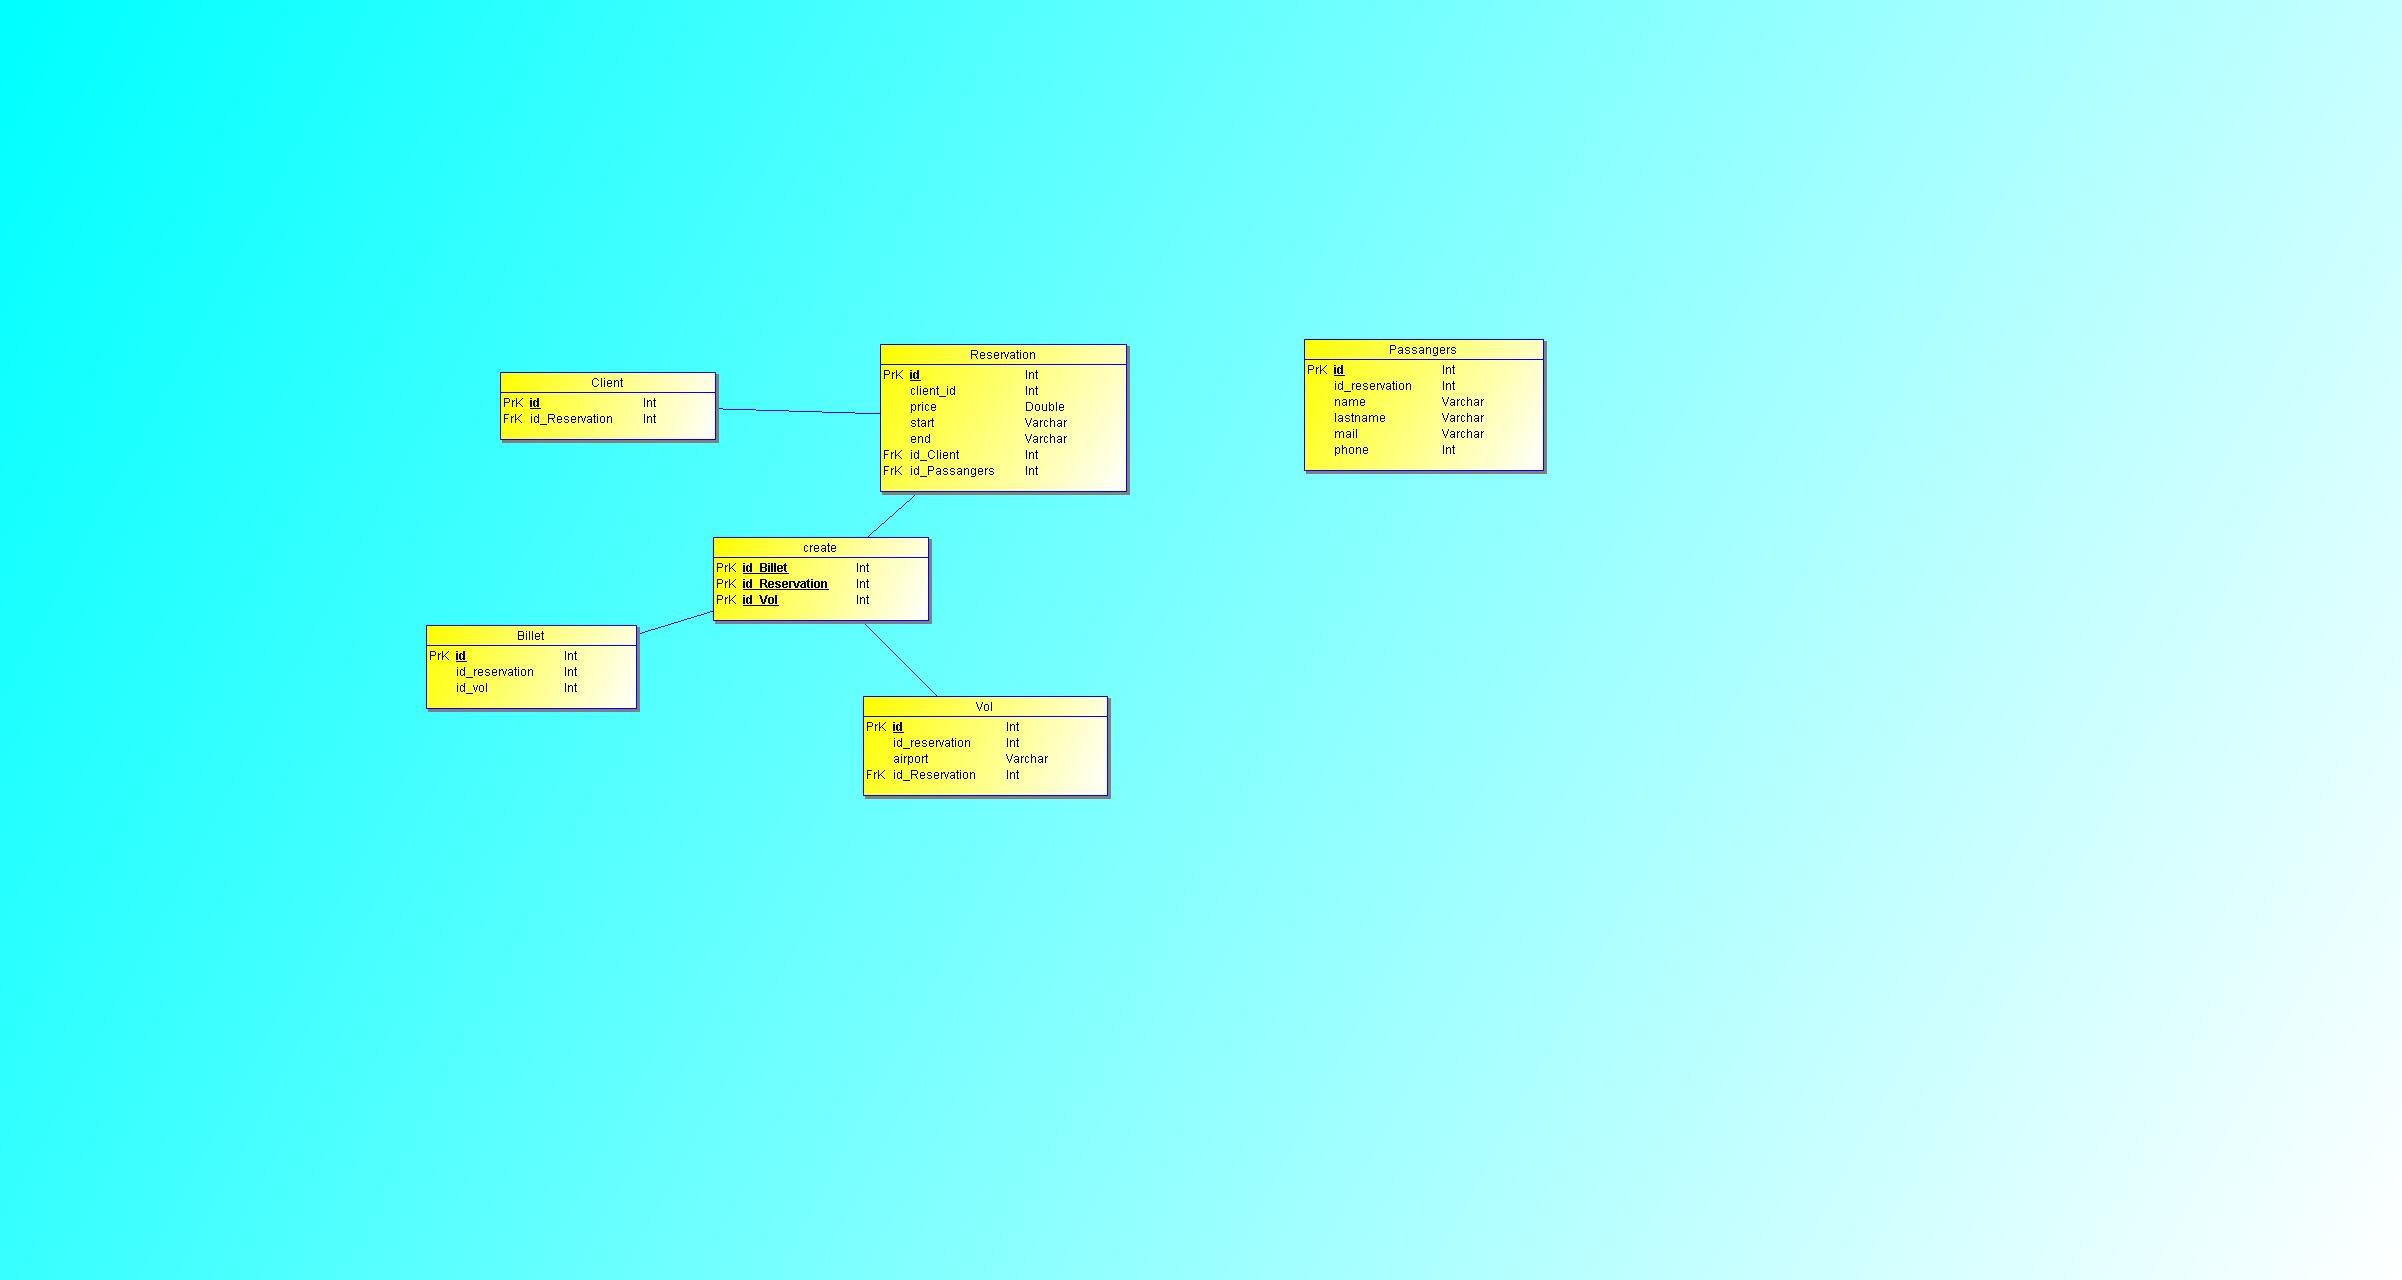 Client
PrK id Int
FrK id_Reservation Int
Reservation
PrK id Int
client_id Int
price Double
start Varchar
end Varchar
FrK id_Client Int
FrK id_Passangers Int
Passangers
PrK id Int
id_reservation Int
name Varchar
lastname Varchar
mail Varchar
phone Int
create
PrK id_Billet Int
PrK id_Reservation Int
PrK id_Vol Int
Billet
PrK id Int
id_reservation Int
id_vol Int
Vol
PrK id Int
id_reservation Int
airport Varchar
FrK id_Reservation Int